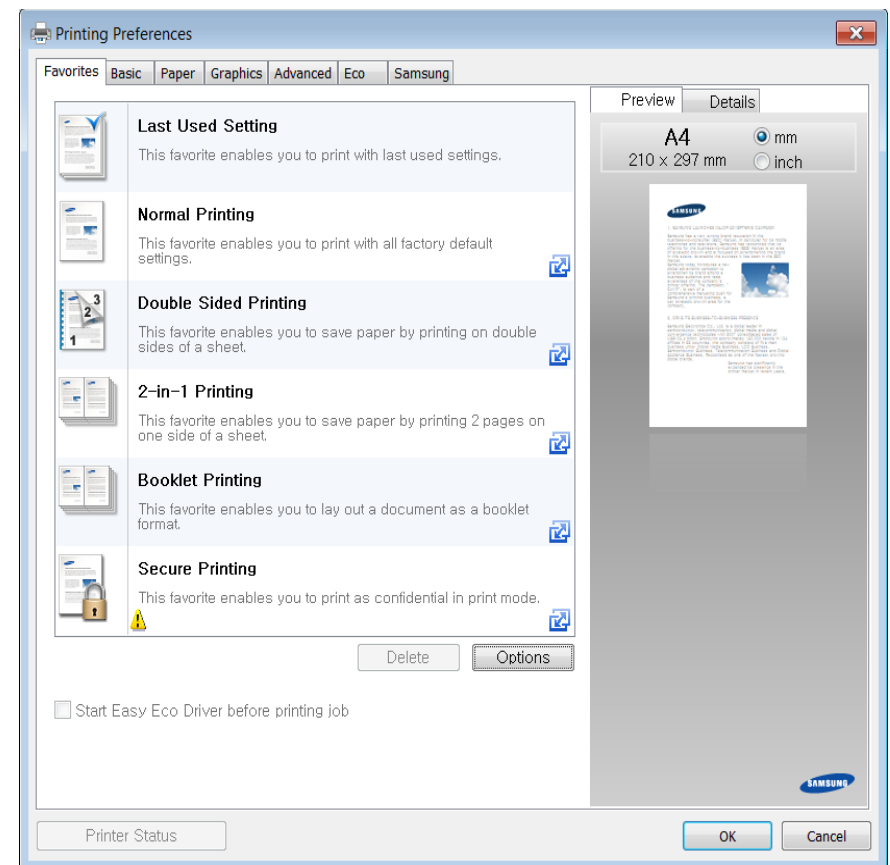 Printing Preferences
Favorites Basic Paper Graphics Advanced Eco Samsung
Last Used Setting
This favorite enables you to print with last used settings.
Normal Printing
This favorite enables you to print with all factory default
settings.
Double Sided Printing
This favorite enables you to save paper by printing on double
sides of a sheet.
1 2 3
2-in-1 Printing
This favorite enables you to save paper by printing 2 pages on
one side of a sheet.
Booklet Printing
This favorite enables you to lay out a document as a booklet
format.
Secure Printing
This favorite enables you to print as confidential in print mode.
Delete Options
Start Easy Eco Driver before printing job
Preview Details
A4
210 x 297 mm
mm
inch
SAMSUNG
SAMSUNG
Printer Status OK Cancel